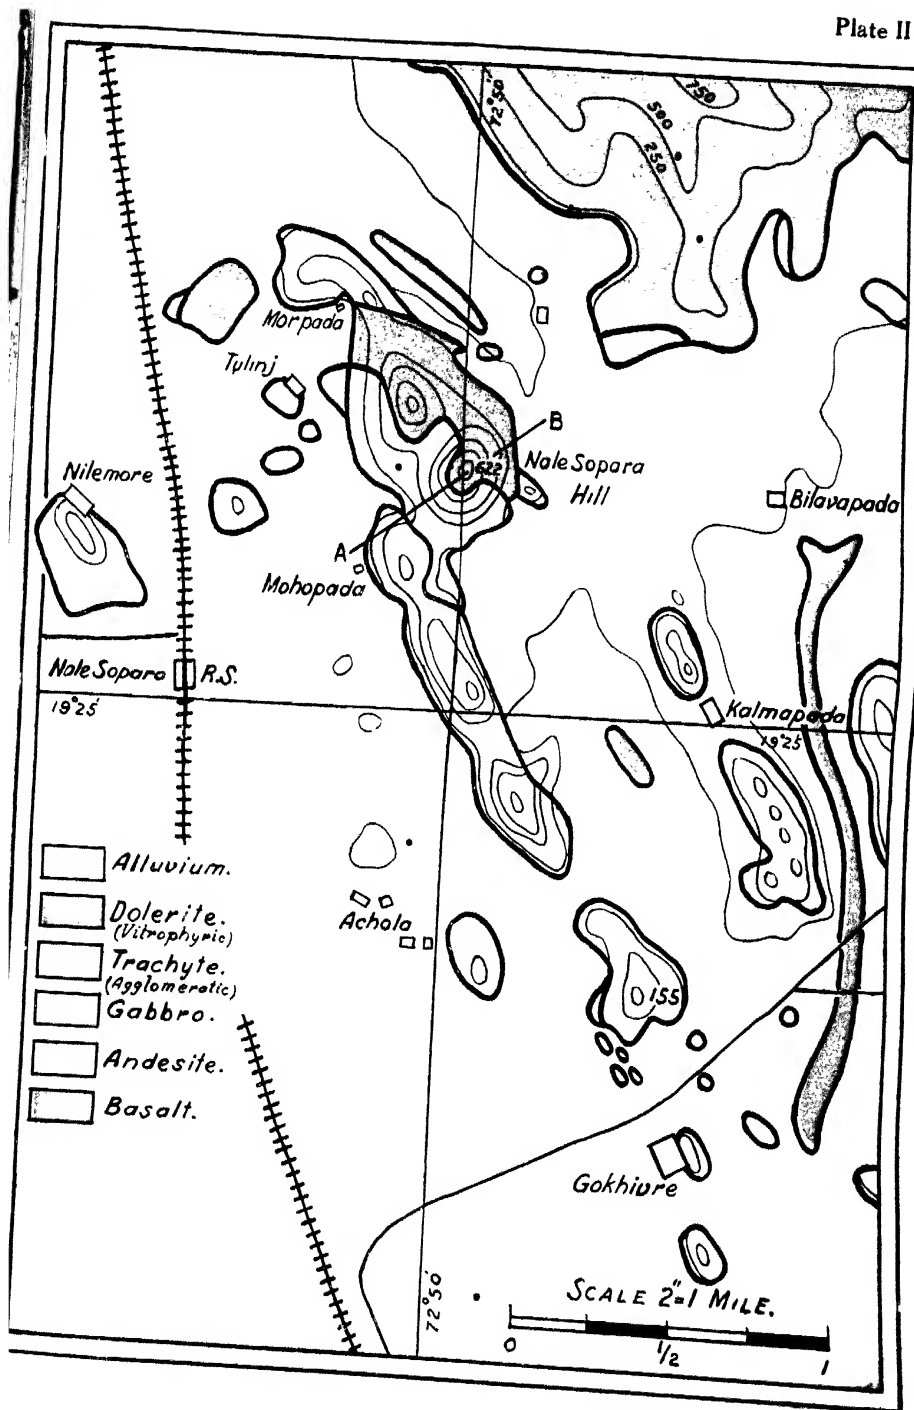 Plate II
72°50'
750
500
250
Morpada
Tulinj
B
622
Nale Sopara
Hill
Nilemore
Bilavapada
A
Mohopada
Nale Sopara R.S.
19°25'
Kalmapada
19°25'
Alluvium.
Dolerite.
(Vitrophyric)
Trachyte.
(Agglomeratic)
Gabbro.
Andesite.
Basalt.
Achola
155
Gokhivre
72°50'
SCALE 2"=1 MILE.
0 1/2 1